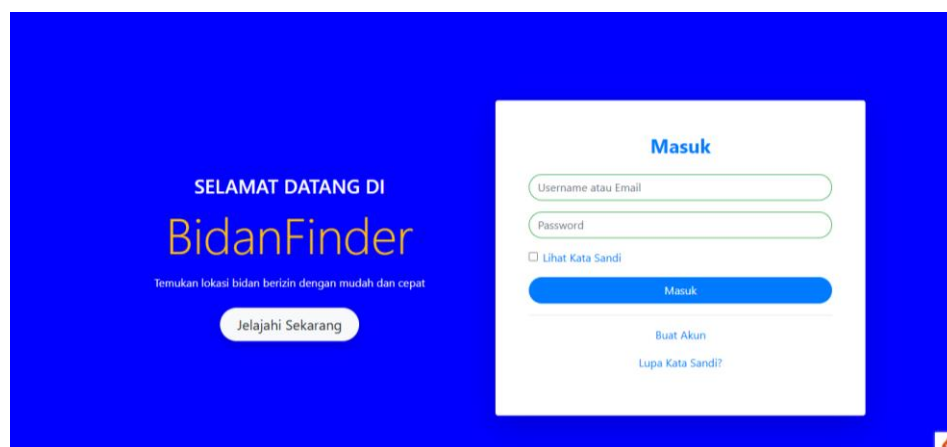 SELAMAT DATANG DI
BidanFinder
Temukan lokasi bidan berizin dengan mudah dan cepat
Jelajahi Sekarang
Masuk
Username atau Email
Password
Lihat Kata Sandi
Masuk
Buat Akun
Lupa Kata Sandi?